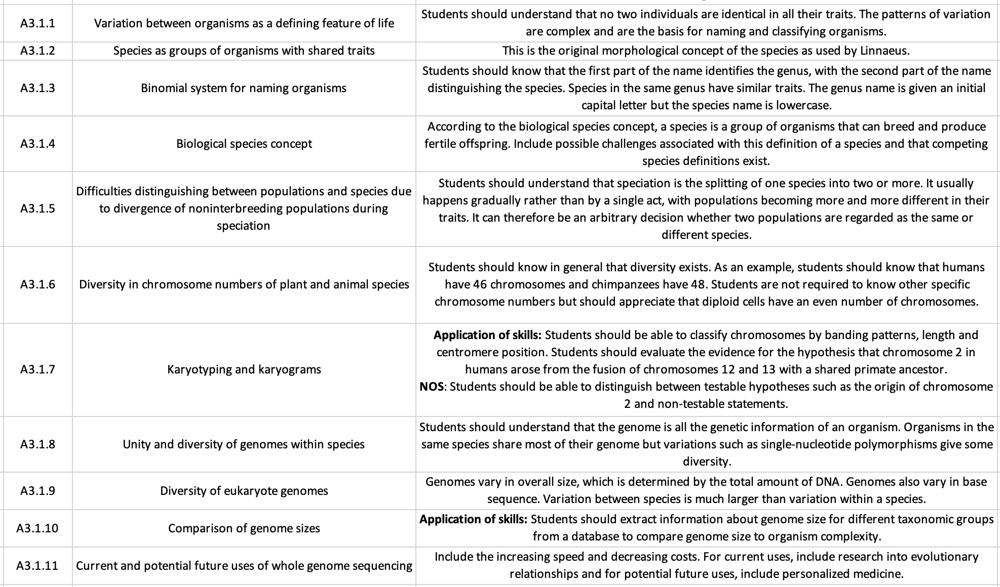 A3.1.1
Variation between organisms as a defining feature of life
Students should understand that no two individuals are identical in all their traits. The patterns of variation
are complex and are the basis for naming and classifying organisms.
A3.1.2
Species as groups of organisms with shared traits
This is the original morphological concept of the species as used by Linnaeus.
A3.1.3
Binomial system for naming organisms
Students should know that the first part of the name identifies the genus, with the second part of the name
distinguishing the species. Species in the same genus have similar traits. The genus name is given an initial
capital letter but the species name is lowercase.
A3.1.4
Biological species concept
According to the biological species concept, a species is a group of organisms that can breed and produce
fertile offspring. Include possible challenges associated with this definition of a species and that competing
species definitions exist.
A3.1.5
Difficulties distinguishing between populations and species due
to divergence of noninterbreeding populations during
speciation
Students should understand that speciation is the splitting of one species into two or more. It usually
happens gradually rather than by a single act, with populations becoming more and more different in their
traits. It can therefore be an arbitrary decision whether two populations are regarded as the same or
different species.
A3.1.6
Diversity in chromosome numbers of plant and animal species
Students should know in general that diversity exists. As an example, students should know that humans
have 46 chromosomes and chimpanzees have 48. Students are not required to know other specific
chromosome numbers but should appreciate that diploid cells have an even number of chromosomes.
A3.1.7
Karyotyping and karyograms
Application of skills: Students should be able to classify chromosomes by banding patterns, length and
centromere position. Students should evaluate the evidence for the hypothesis that chromosome 2 in
humans arose from the fusion of chromosomes 12 and 13 with a shared primate ancestor.
NOS: Students should be able to distinguish between testable hypotheses such as the origin of chromosome
2 and non-testable statements.
A3.1.8
Unity and diversity of genomes within species
Students should understand that the genome is all the genetic information of an organism. Organisms in the
same species share most of their genome but variations such as single-nucleotide polymorphisms give some
diversity.
A3.1.9
Diversity of eukaryote genomes
Genomes vary in overall size, which is determined by the total amount of DNA. Genomes also vary in base
sequence. Variation between species is much larger than variation within a species.
A3.1.10
Comparison of genome sizes
Application of skills: Students should extract information about genome size for different taxonomic groups
from a database to compare genome size to organism complexity.
A3.1.11
Current and potential future uses of whole genome sequencing
Include the increasing speed and decreasing costs. For current uses, include research into evolutionary
relationships and for potential future uses, include personalized medicine.